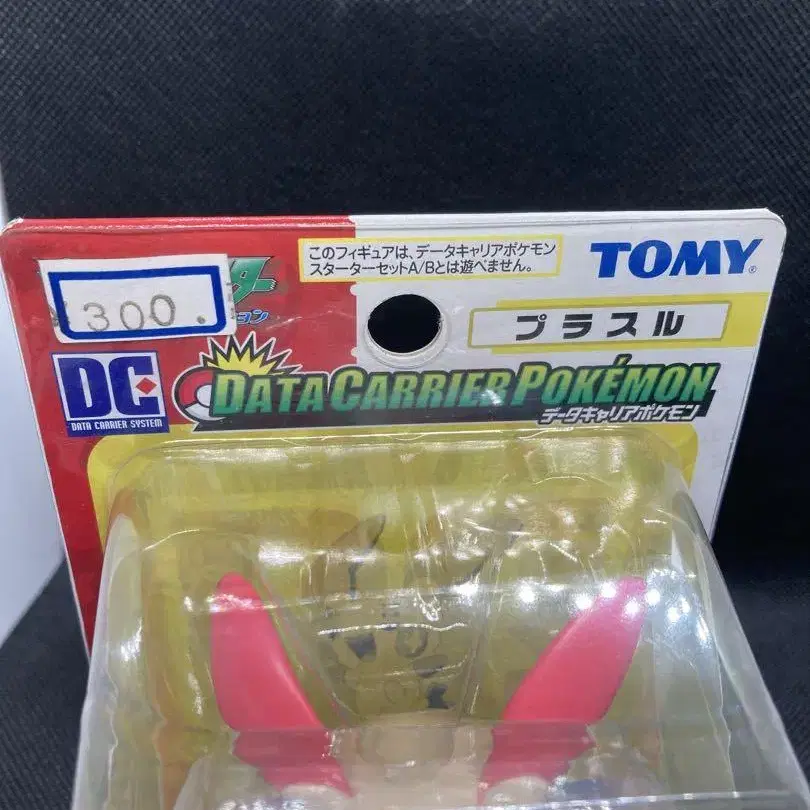 このフィギュアは、データキャリアポケモン
スターターセットA/Bとは遊べません。
TOMY®
¥300.
プラスル
DC
DATA CARRIER SYSTEM
DATA CARRIER POKÉMON
データキャリアポケモン